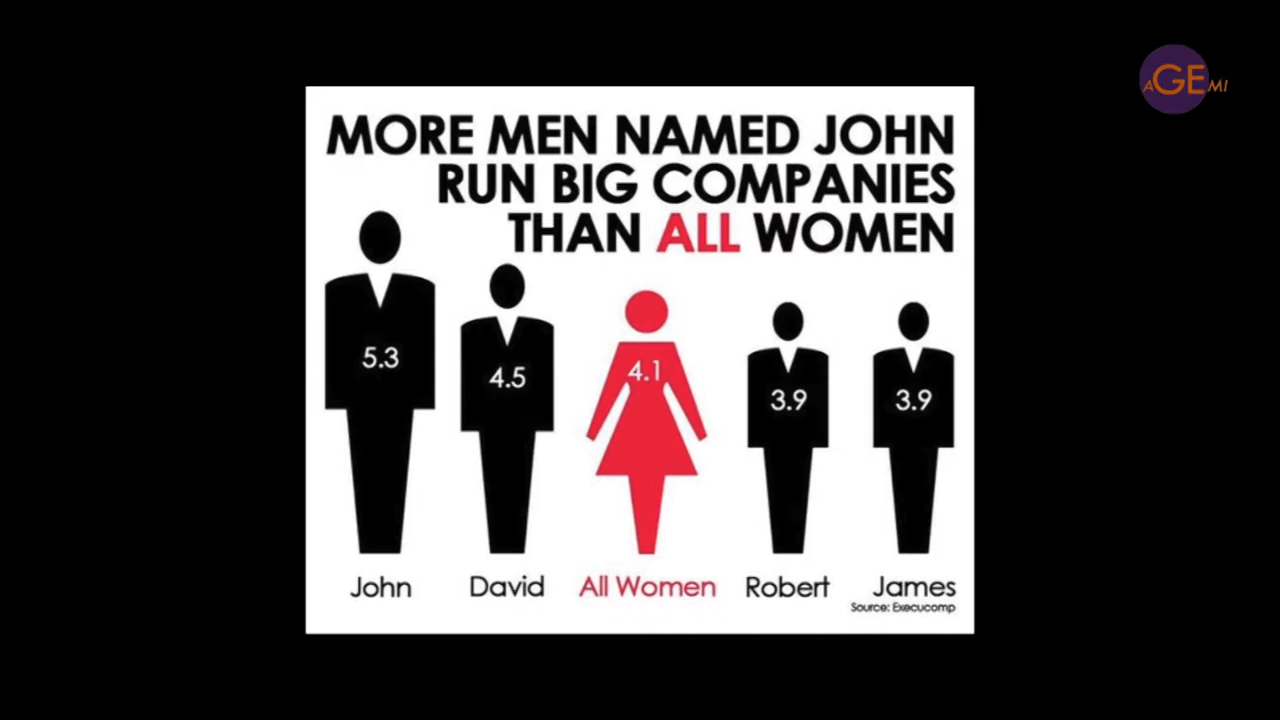 AGEMI
MORE MEN NAMED JOHN
RUN BIG COMPANIES
THAN ALL WOMEN
5.3
4.5
4.1
3.9
3.9
John
David
All Women
Robert
James
Source: Execucomp